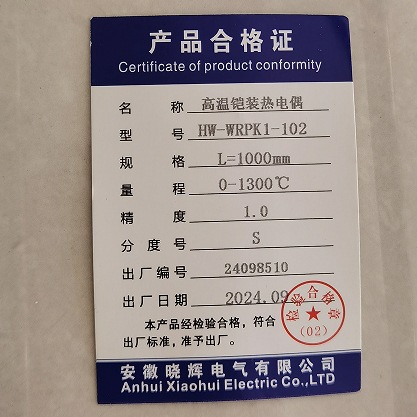 产品合格证
Certificate of product conformity
名称 高温铠装热电偶
型号 HW-WRPK1-102
规格 L=1000mm
量程 0-1300℃
精度 1.0
分度号 S
出厂编号 24098510
出厂日期 2024.09
检验合格章
(02)
本产品经检验合格，符合
出厂标准，准予出厂。
安徽晓辉电气有限公司
Anhui Xiaohui Electric Co.,LTD